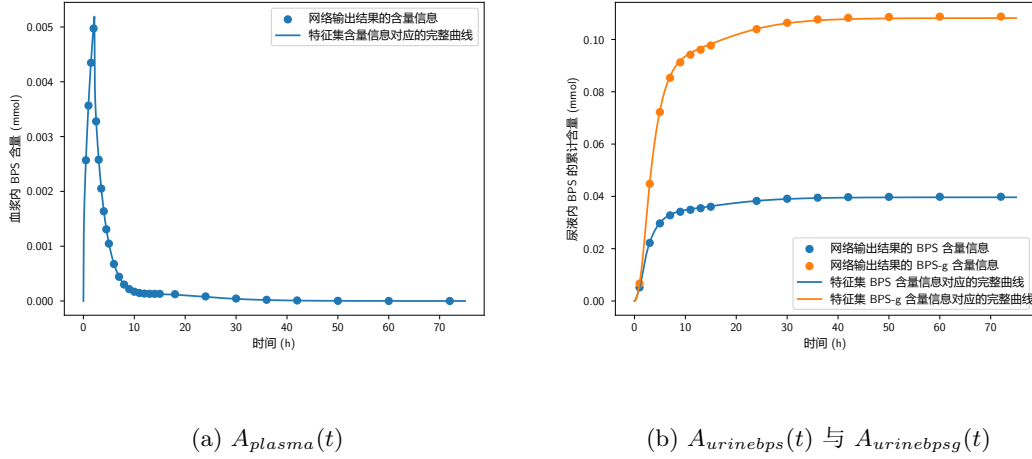 网络输出结果的含量信息
特征集含量信息对应的完整曲线
血浆内 BPS 含量 (mmol)
0.005
0.004
0.003
0.002
0.001
0.000
0 10 20 30 40 50 60 70
时间 (h)
(a) A_{plasma}(t)
尿液内 BPS 的累计含量 (mmol)
0.10
0.08
0.06
0.04
0.02
0.00
网络输出结果的 BPS 含量信息
网络输出结果的 BPS-g 含量信息
特征集 BPS 含量信息对应的完整曲线
特征集 BPS-g 含量信息对应的完整曲线
0 10 20 30 40 50 60 70
时间 (h)
(b) A_{urinebps}(t) 与 A_{urinebpsg}(t)